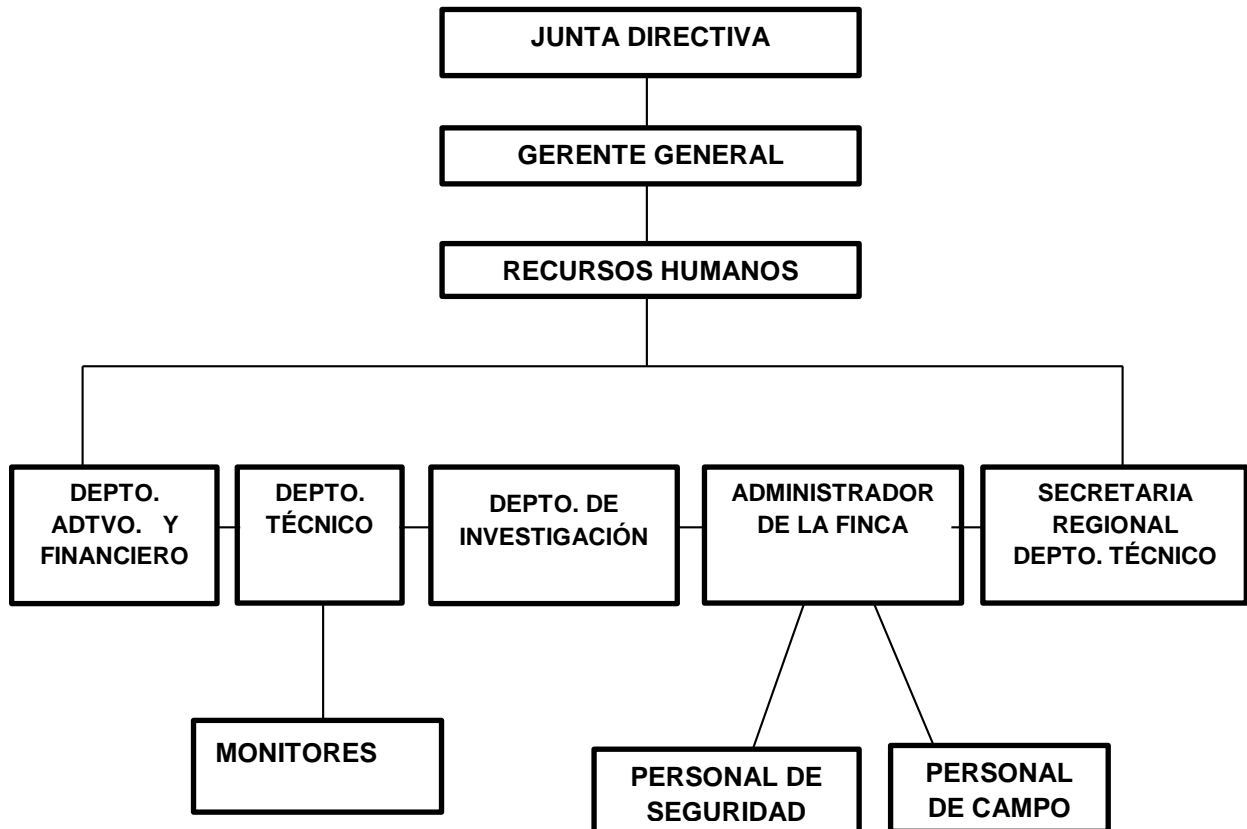 JUNTA DIRECTIVA
GERENTE GENERAL
RECURSOS HUMANOS
DEPTO.
ADTVO. Y
FINANCIERO
DEPTO.
TÉCNICO
DEPTO. DE
INVESTIGACIÓN
ADMINISTRADOR
DE LA FINCA
SECRETARIA
REGIONAL
DEPTO. TÉCNICO
MONITORES
PERSONAL DE
SEGURIDAD
PERSONAL
DE CAMPO